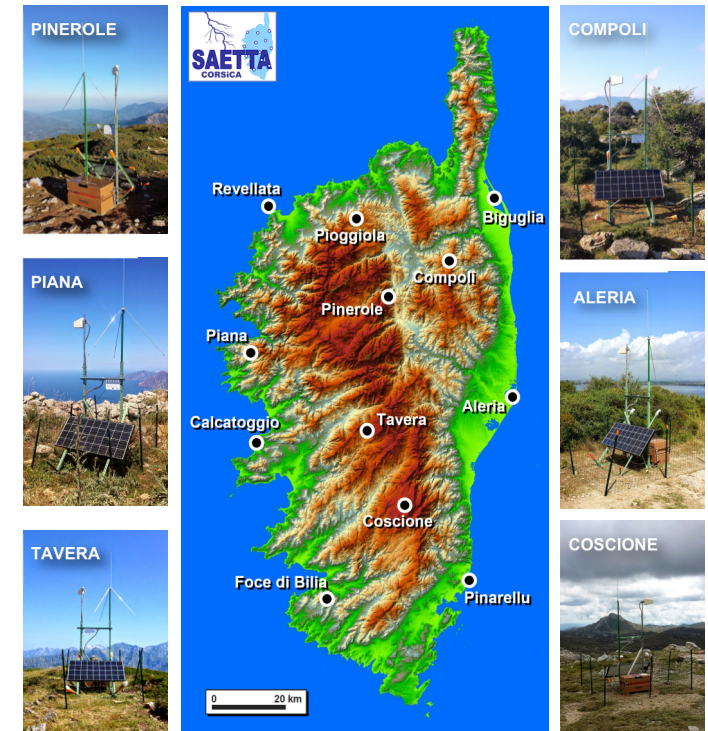 PINEROLE
SAETTA
CORSICA
COMPOLI
Revellata
Biguglia
Pioggiola
Compoli
PIANA
ALERIA
Pinerole
Piana
Aleria
Calcatoggio
Tavera
Coscione
TAVERA
COSCIONE
Foce di Bilia
Pinarellu
0 20 km